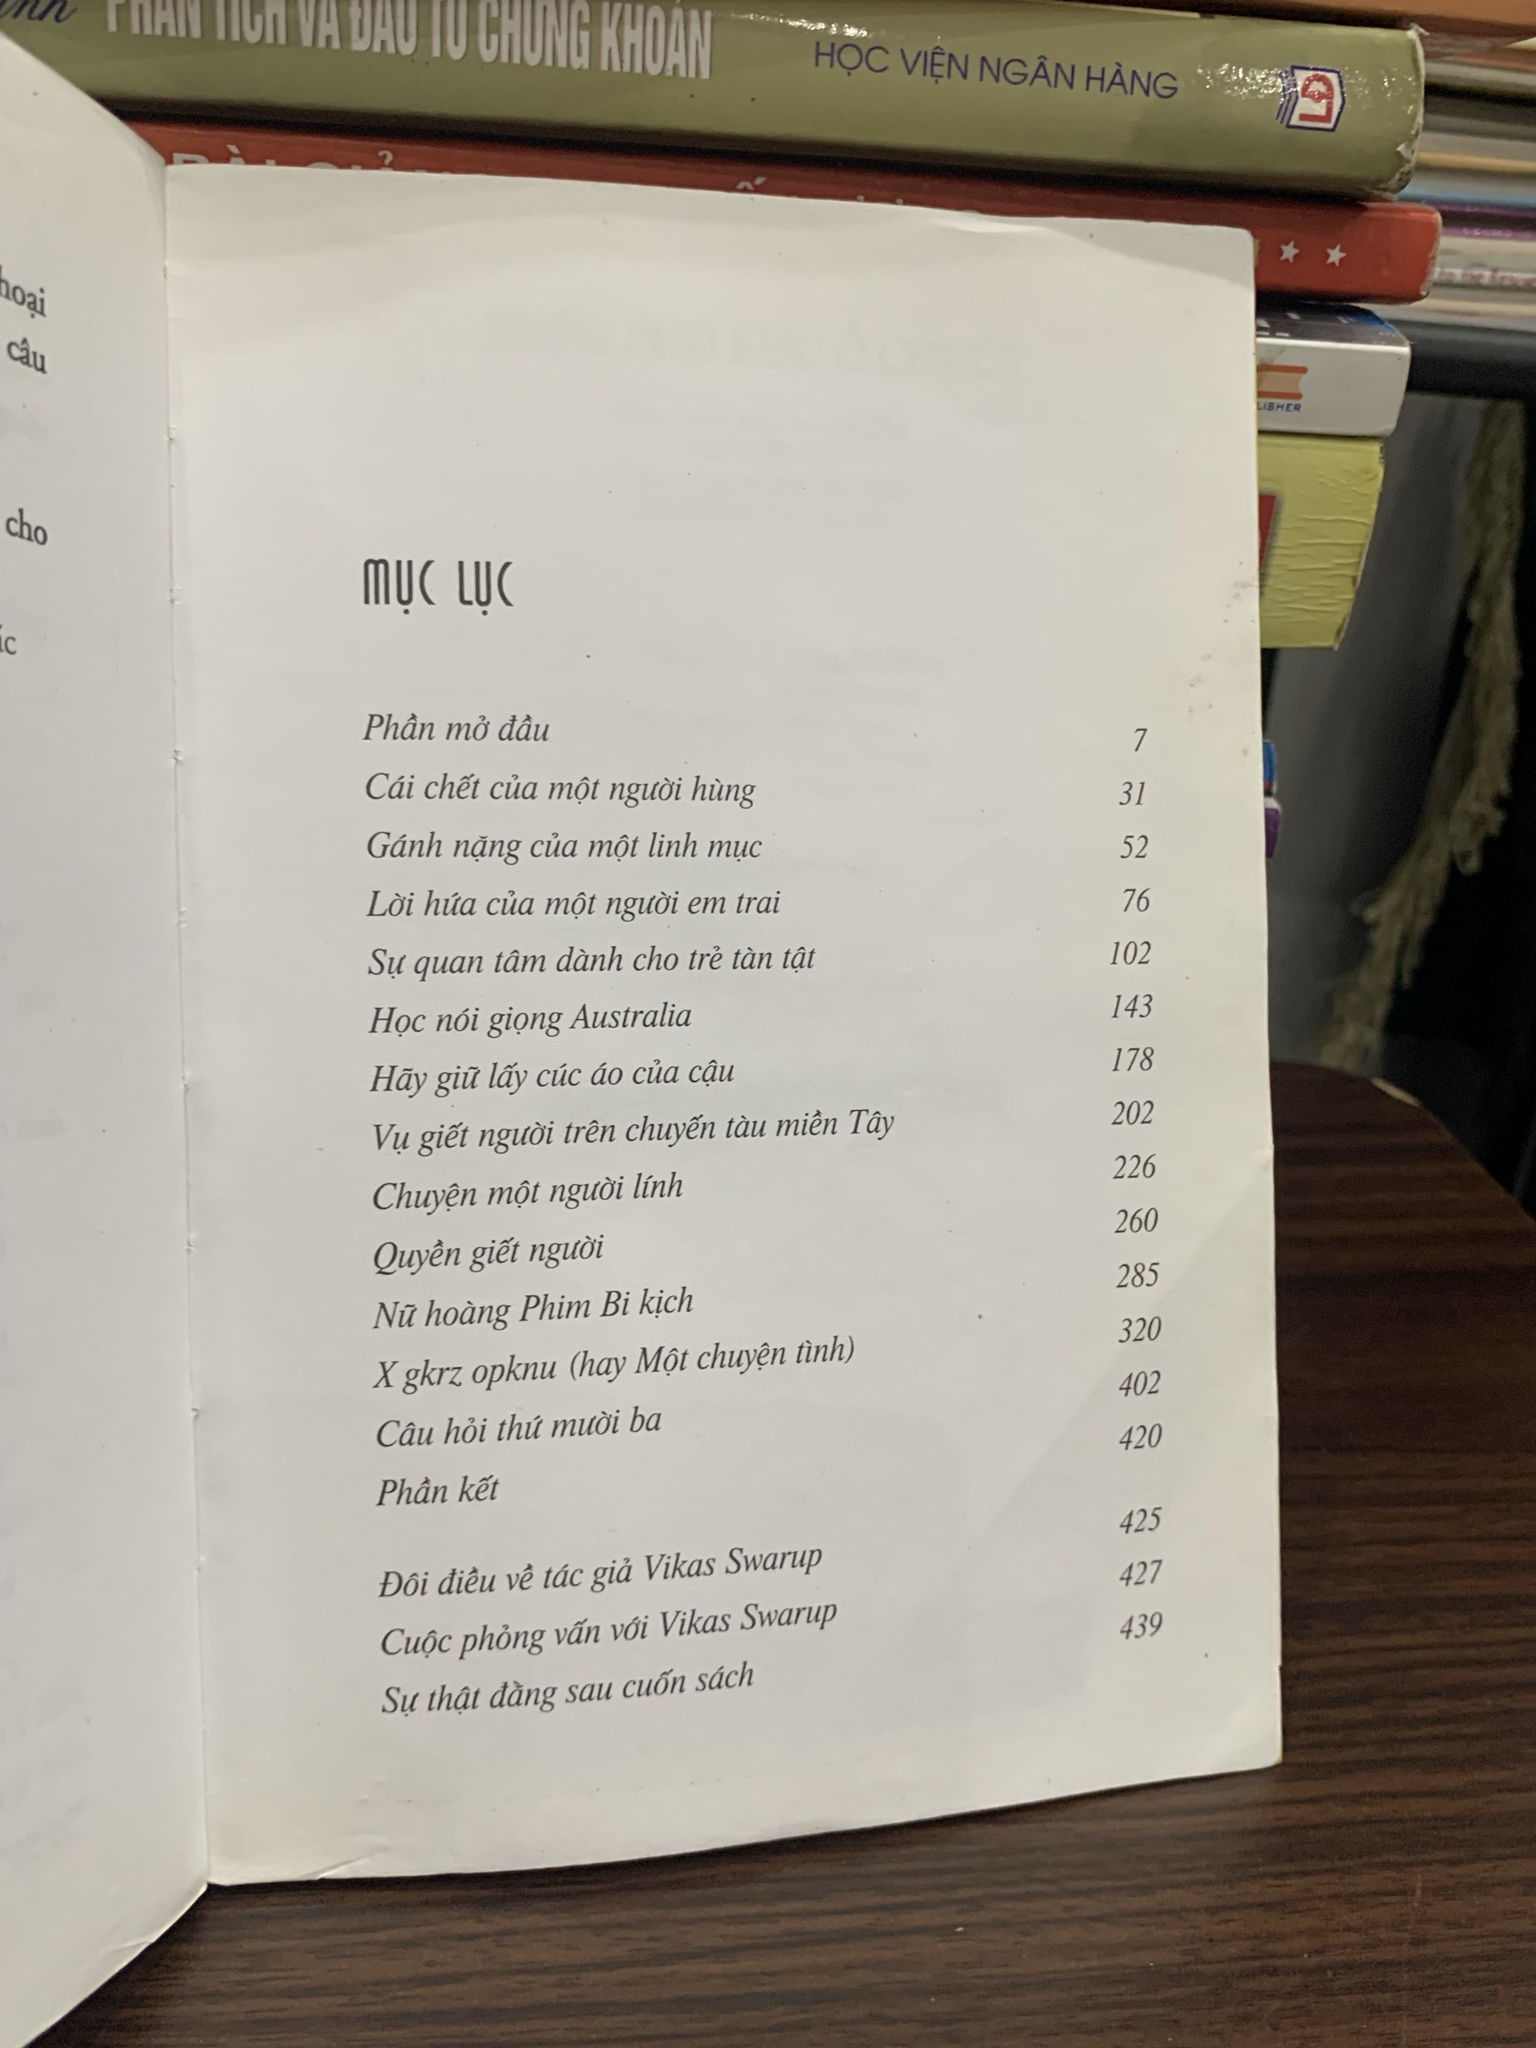 PHÂN TÍCH VÀ ĐẦU TƯ CHỨNG KHOÁN
HỌC VIỆN NGÂN HÀNG
hoại
câu
cho
MỤC LỤC
Phần mở đầu 7
Cái chết của một người hùng 31
Gánh nặng của một linh mục 52
Lời hứa của một người em trai 76
Sự quan tâm dành cho trẻ tàn tật 102
Học nói giọng Australia 143
Hãy giữ lấy cúc áo của cậu 178
Vụ giết người trên chuyến tàu miền Tây 202
Chuyện một người lính 226
Quyền giết người 260
Nữ hoàng Phim Bi kịch 285
X gkrz opknu (hay Một chuyện tình) 320
Câu hỏi thứ mười ba 402
Phần kết 420
Đôi điều về tác giả Vikas Swarup 425
Cuộc phỏng vấn với Vikas Swarup 427
Sự thật đằng sau cuốn sách 439